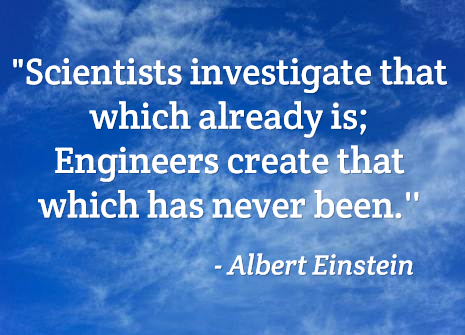 "Scientists investigate that
which already is;
Engineers create that
which has never been.''
- Albert Einstein